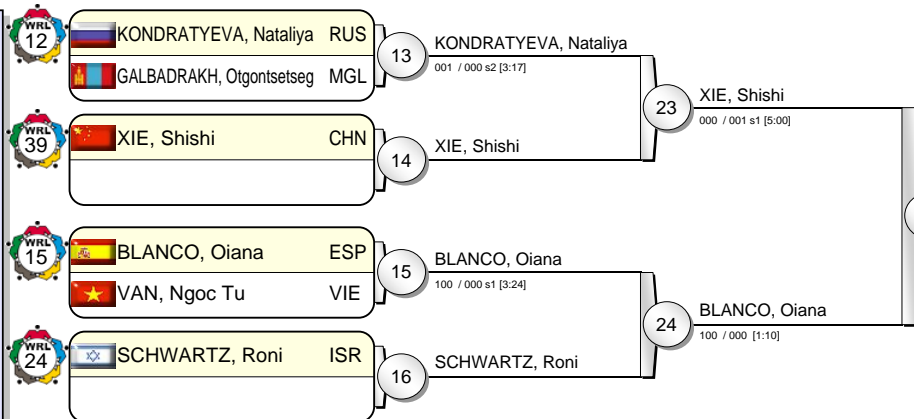 WRL
12
KONDRATYEVA, Nataliya RUS
GALBADRAKH, Otgontsetseg MGL
13
KONDRATYEVA, Nataliya
001 / 000 s2 [3:17]
WRL
39
XIE, Shishi CHN
14
XIE, Shishi
23
XIE, Shishi
000 / 001 s1 [5:00]
WRL
15
BLANCO, Oiana ESP
VAN, Ngoc Tu VIE
15
BLANCO, Oiana
100 / 000 s1 [3:24]
WRL
24
SCHWARTZ, Roni ISR
16
SCHWARTZ, Roni
24
BLANCO, Oiana
100 / 000 [1:10]